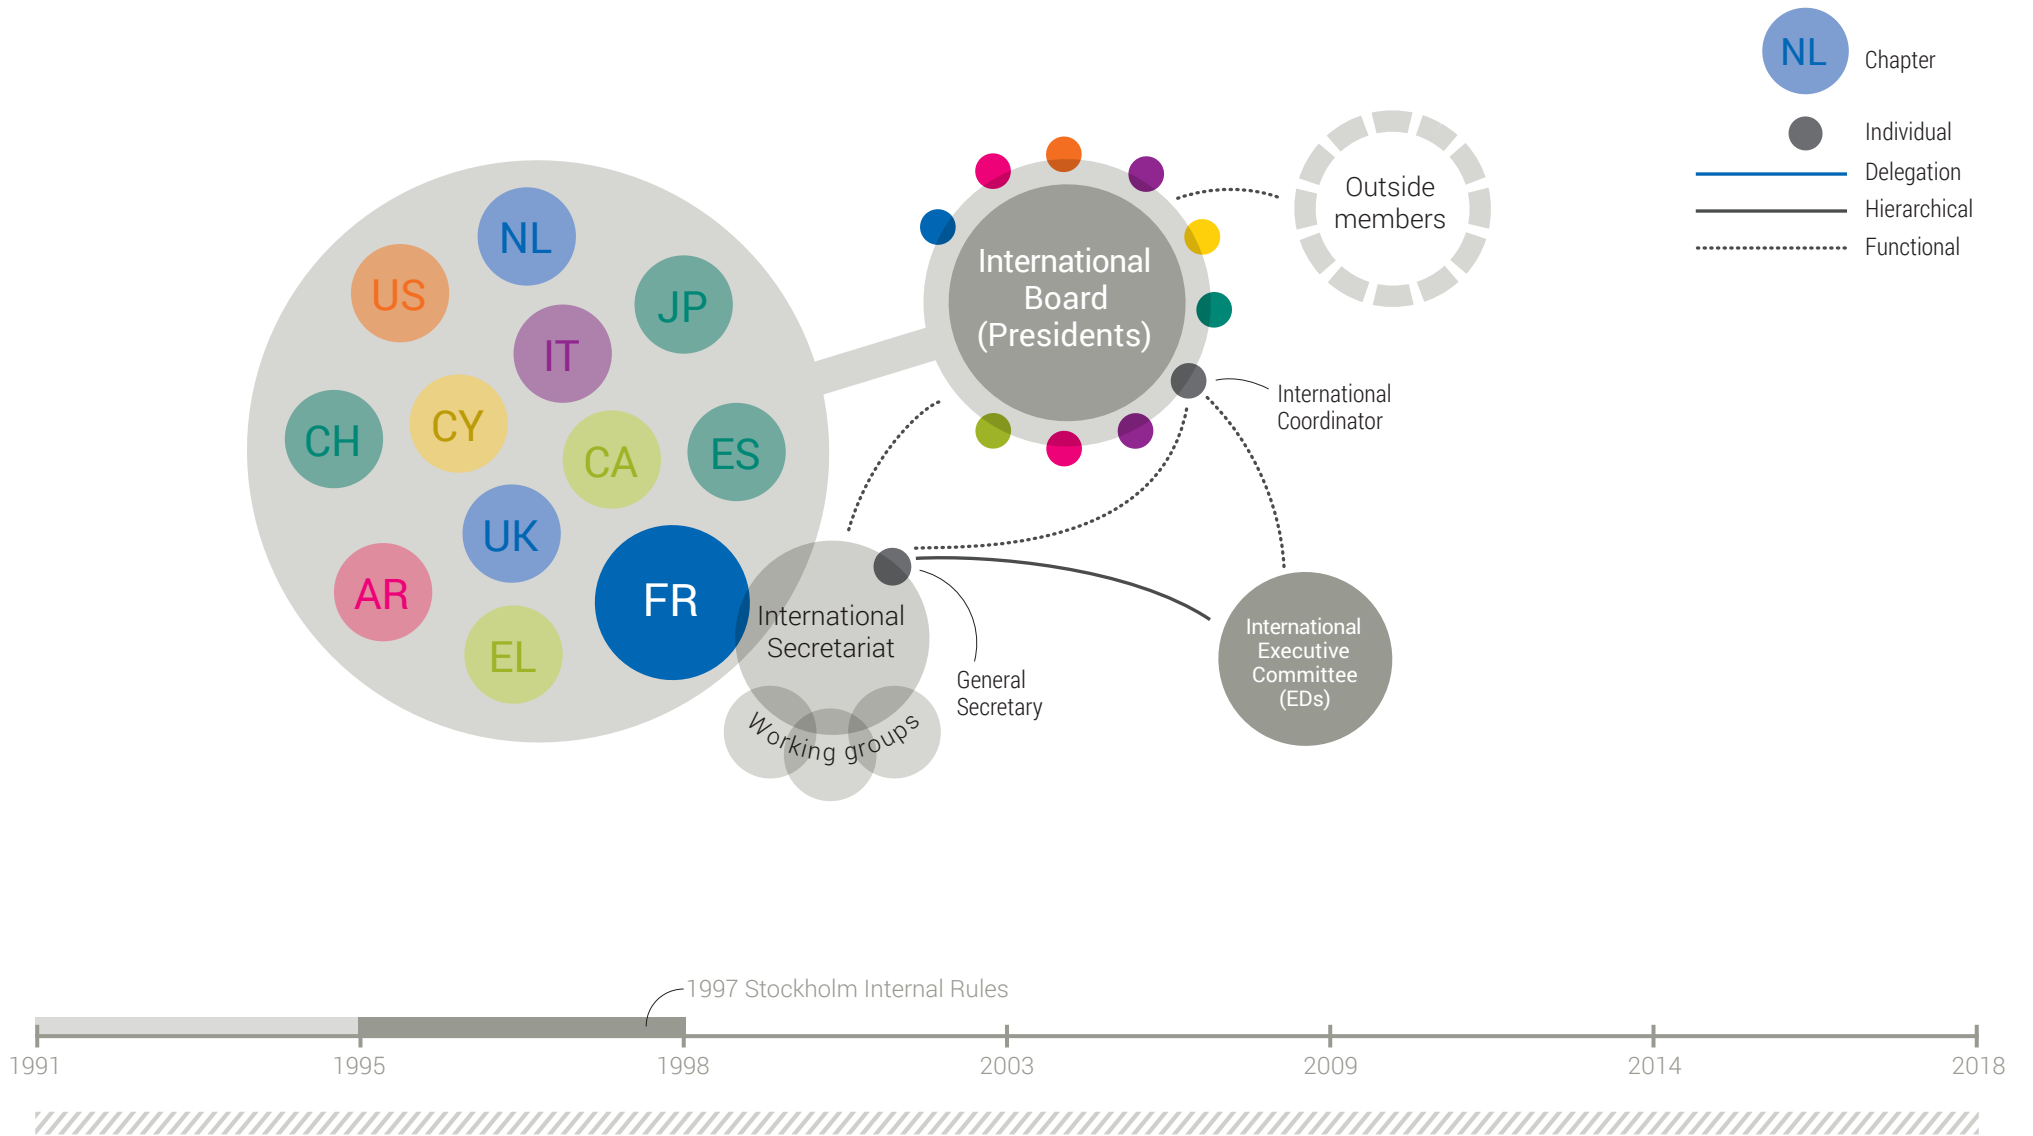 NL
Chapter
Individual
Delegation
Hierarchical
Functional
NL
US
JP
IT
CH
CY
CA
ES
UK
AR
FR
EL
International
Board
(Presidents)
Outside
members
International
Coordinator
International
Secretariat
Working groups
General
Secretary
International
Executive
Committee
(EDs)
1997 Stockholm Internal Rules
1991
1995
1998
2003
2009
2014
2018